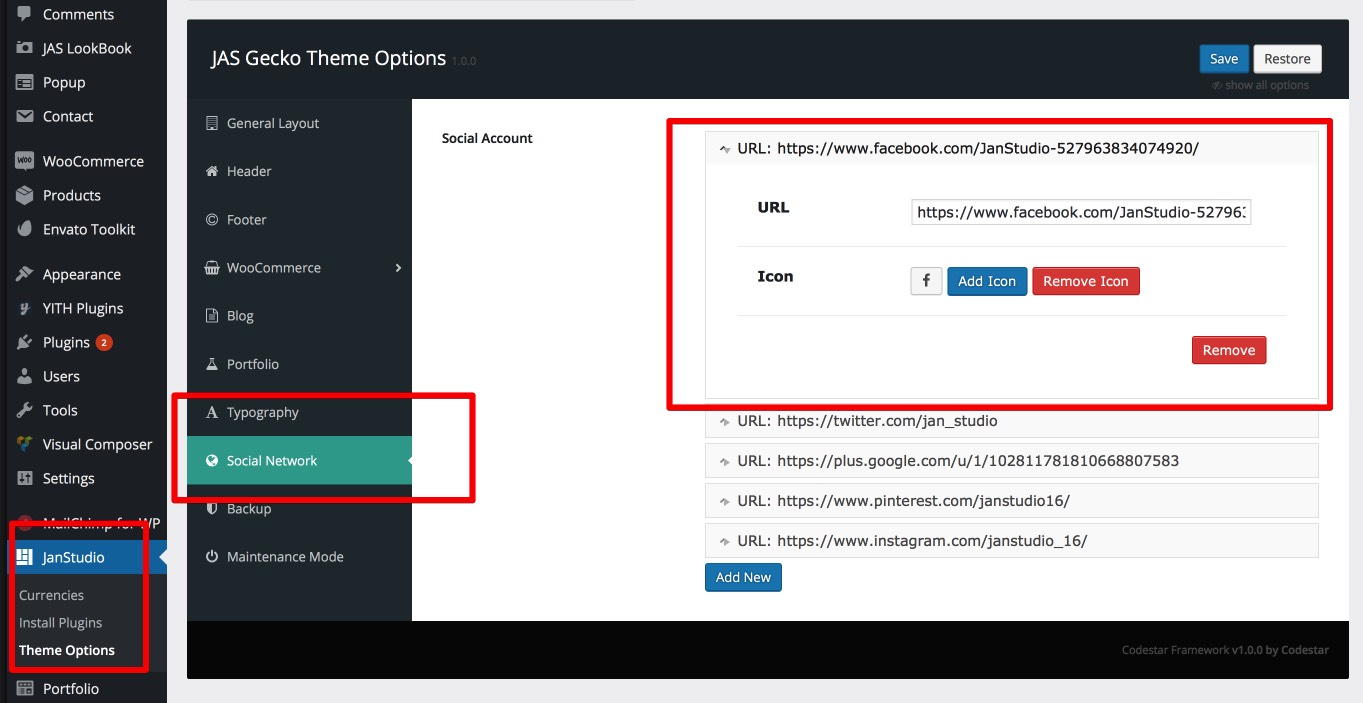 Comments
JAS LookBook
Popup
Contact
WOO WooCommerce
Products
Envato Toolkit
Appearance
YITH Plugins
Plugins 2
Users
Tools
Visual Composer
Settings
MailChimp for WP
JanStudio
Currencies
Install Plugins
Theme Options
Portfolio
JAS Gecko Theme Options 1.0.0
Save Restore
show all options
General Layout
Header
Footer
WooCommerce
Blog
Portfolio
Typography
Social Network
Backup
Maintenance Mode
Social Account
URL: https://www.facebook.com/JanStudio-527963834074920/
URL https://www.facebook.com/JanStudio-527963
Icon Add Icon Remove Icon
Remove
URL: https://twitter.com/jan_studio
URL: https://plus.google.com/u/1/102811781810668807583
URL: https://www.pinterest.com/janstudio16/
URL: https://www.instagram.com/janstudio_16/
Add New
Codestar Framework v1.0.0 by Codestar